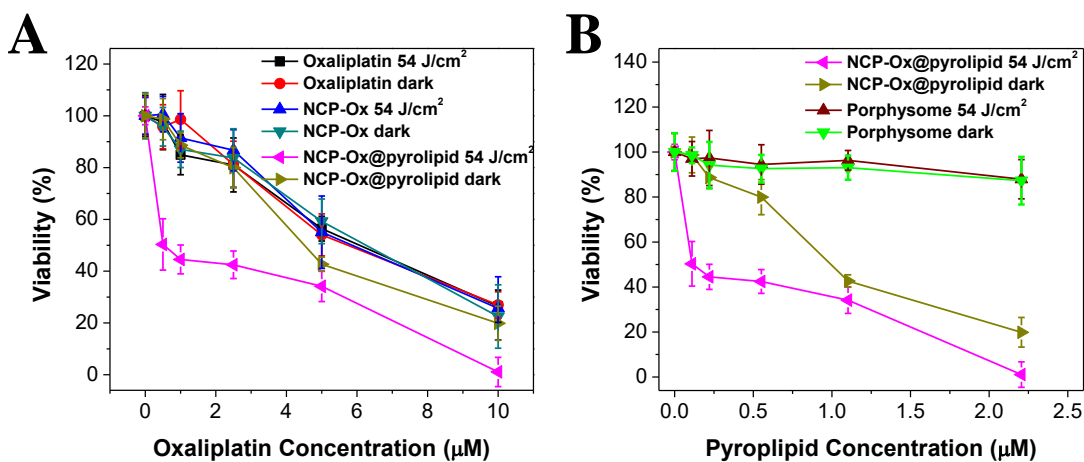 A
Oxaliplatin 54 J/cm²
Oxaliplatin dark
NCP-Ox 54 J/cm²
NCP-Ox dark
NCP-Ox@pyrolipid 54 J/cm²
NCP-Ox@pyrolipid dark
120
100
80
60
40
20
0
Viability (%)
0
2
4
6
8
10
Oxaliplatin Concentration (μM)
B
NCP-Ox@pyrolipid 54 J/cm²
NCP-Ox@pyrolipid dark
Porphysome 54 J/cm²
Porphysome dark
140
120
100
80
60
40
20
0
Viability (%)
0.0
0.5
1.0
1.5
2.0
2.5
Pyroplipid Concentration (μM)